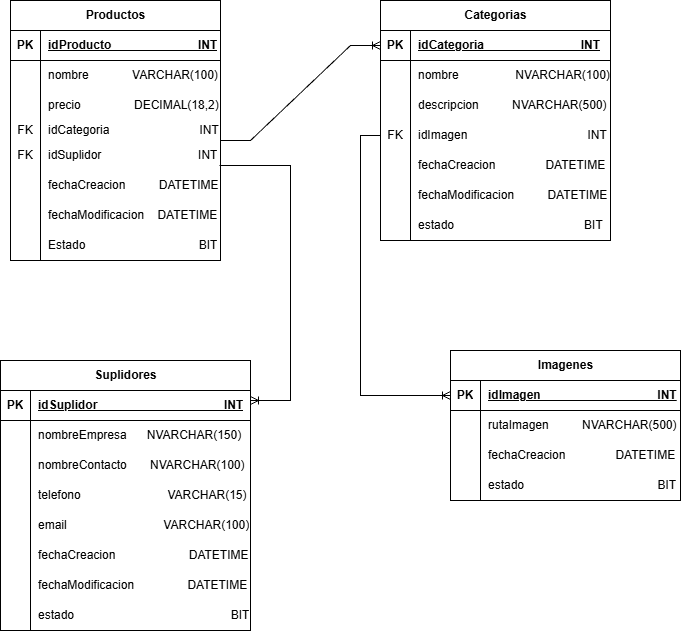 Productos
PK idProducto INT
nombre VARCHAR(100)
precio DECIMAL(18,2)
FK idCategoria INT
FK idSuplidor INT
fechaCreacion DATETIME
fechaModificacion DATETIME
Estado BIT
Categorias
PK idCategoria INT
nombre NVARCHAR(100)
descripcion NVARCHAR(500)
FK idImagen INT
fechaCreacion DATETIME
fechaModificacion DATETIME
estado BIT
Suplidores
PK idSuplidor INT
nombreEmpresa NVARCHAR(150)
nombreContacto NVARCHAR(100)
telefono VARCHAR(15)
email VARCHAR(100)
fechaCreacion DATETIME
fechaModificacion DATETIME
estado BIT
Imagenes
PK idImagen INT
rutaImagen NVARCHAR(500)
fechaCreacion DATETIME
estado BIT